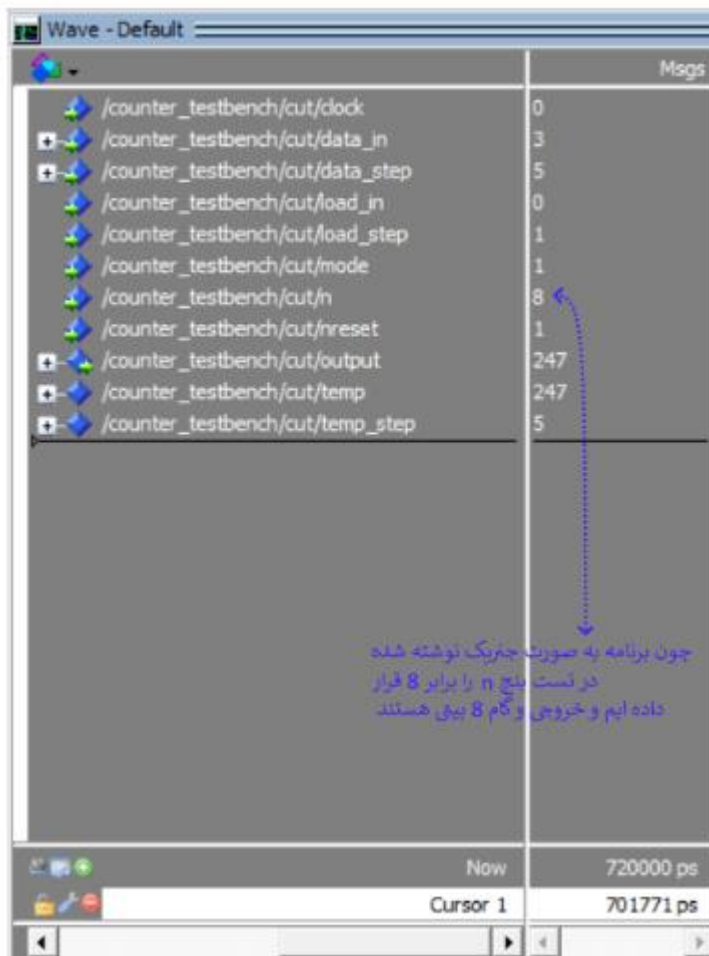 Wave - Default
Msgs
/counter_testbench/cut/clock 0
/counter_testbench/cut/data_in 3
/counter_testbench/cut/data_step 5
/counter_testbench/cut/load_in 0
/counter_testbench/cut/load_step 1
/counter_testbench/cut/mode 1
/counter_testbench/cut/n 8
/counter_testbench/cut/nreset 1
/counter_testbench/cut/output 247
/counter_testbench/cut/temp 247
/counter_testbench/cut/temp_step 5
چون برنامه به صورت جنریک نوشته شده
در تست بنچ n را برابر 8 قرار
داده ایم و خروجی و گام 8 بیتی هستند
Now 720000 ps
Cursor 1 701771 ps